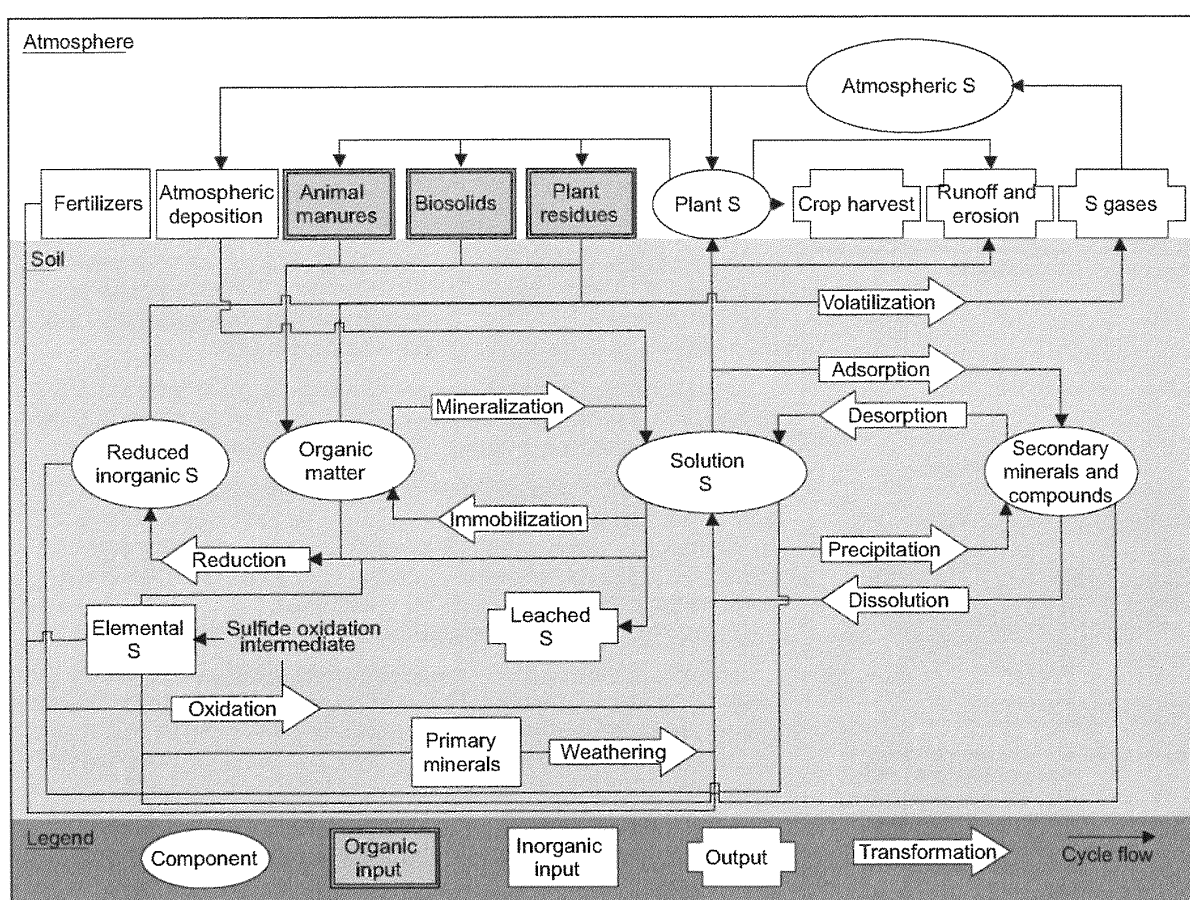 Atmosphere
Atmospheric S
Fertilizers
Atmospheric
deposition
Animal
manures
Biosolids
Plant
residues
Plant S
Crop harvest
Runoff and
erosion
S gases
Soil
Volatilization
Adsorption
Mineralization
Desorption
Reduced
inorganic S
Organic
matter
Solution
S
Secondary
minerals and
compounds
Immobilization
Reduction
Precipitation
Dissolution
Elemental
S
Sulfide oxidation
intermediate
Leached
S
Oxidation
Primary
minerals
Weathering
Legend
Component
Organic
input
Inorganic
input
Output
Transformation
Cycle flow